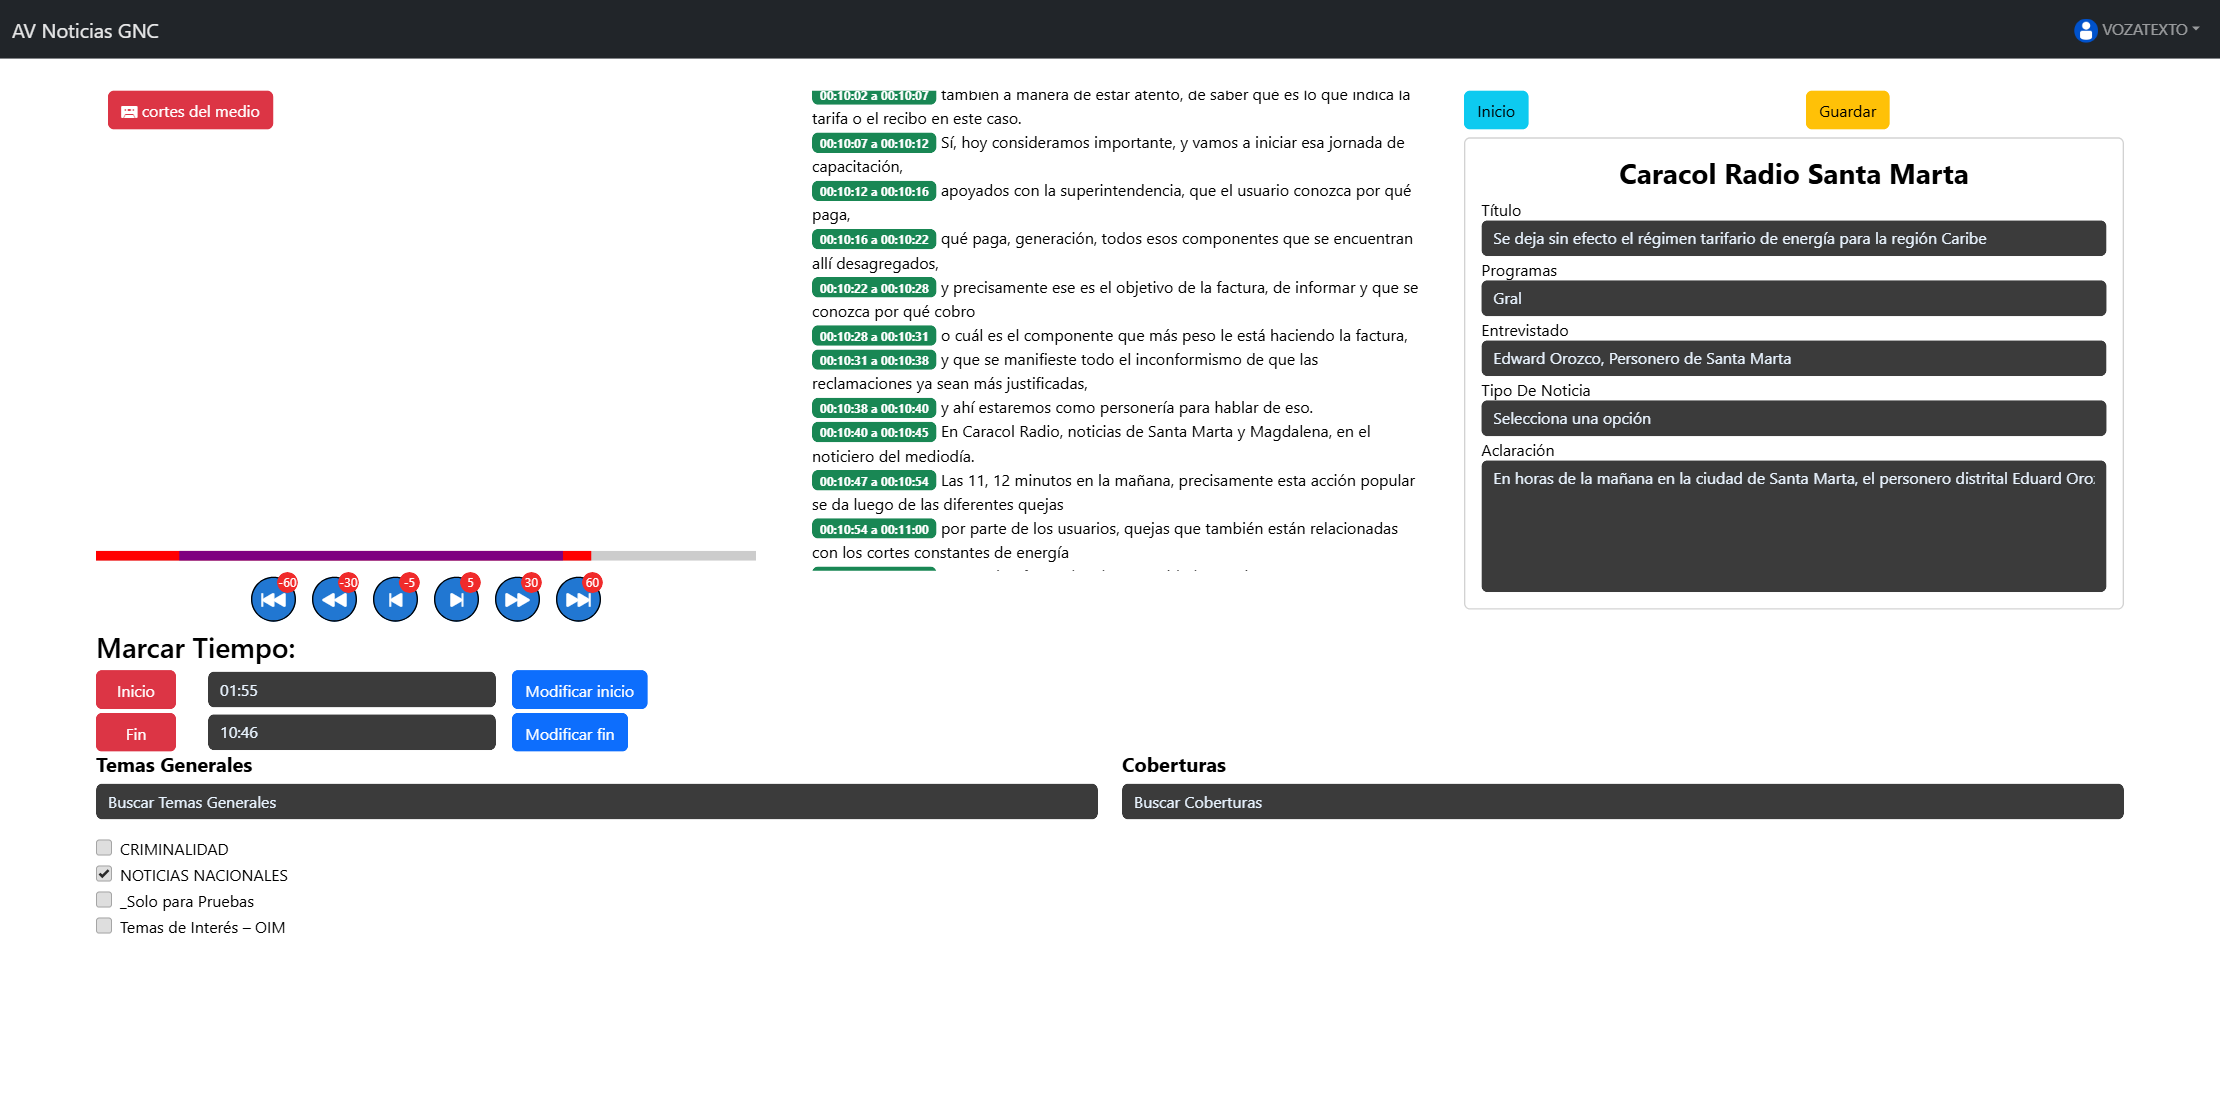 AV Noticias GNC
VOZATEXTO
cortes del medio
-60
-30
-5
5
30
60
Marcar Tiempo:
Inicio
01:55
Modificar inicio
Fin
10:46
Modificar fin
00:10:02 a 00:10:07 también a manera de estar atento, de saber qué es lo que indica la
tarifa o el recibo en este caso.
00:10:07 a 00:10:12 Sí, hoy consideramos importante, y vamos a iniciar esa jornada de
capacitación,
00:10:12 a 00:10:16 apoyados con la superintendencia, que el usuario conozca por qué
paga,
00:10:16 a 00:10:22 qué paga, generación, todos esos componentes que se encuentran
allí desagregados,
00:10:22 a 00:10:28 y precisamente ese es el objetivo de la factura, de informar y que se
conozca por qué cobro
00:10:28 a 00:10:31 o cuál es el componente que más peso le está haciendo la factura,
00:10:31 a 00:10:38 y que se manifieste todo el inconformismo de que las
reclamaciones ya sean más justificadas,
00:10:38 a 00:10:40 y ahí estaremos como personería para hablar de eso.
00:10:40 a 00:10:45 En Caracol Radio, noticias de Santa Marta y Magdalena, en el
noticiero del mediodía.
00:10:47 a 00:10:54 Las 11, 12 minutos en la mañana, precisamente esta acción popular
se da luego de las diferentes quejas
00:10:54 a 00:11:00 por parte de los usuarios, quejas que también están relacionadas
con los cortes constantes de energía
Inicio
Guardar
Caracol Radio Santa Marta
Título
Se deja sin efecto el régimen tarifario de energía para la región Caribe
Programas
Gral
Entrevistado
Edward Orozco, Personero de Santa Marta
Tipo De Noticia
Selecciona una opción
Aclaración
En horas de la mañana en la ciudad de Santa Marta, el personero distrital Eduard Oro
Temas Generales
Buscar Temas Generales
CRIMINALIDAD
NOTICIAS NACIONALES
_Solo para Pruebas
Temas de Interés – OIM
Coberturas
Buscar Coberturas